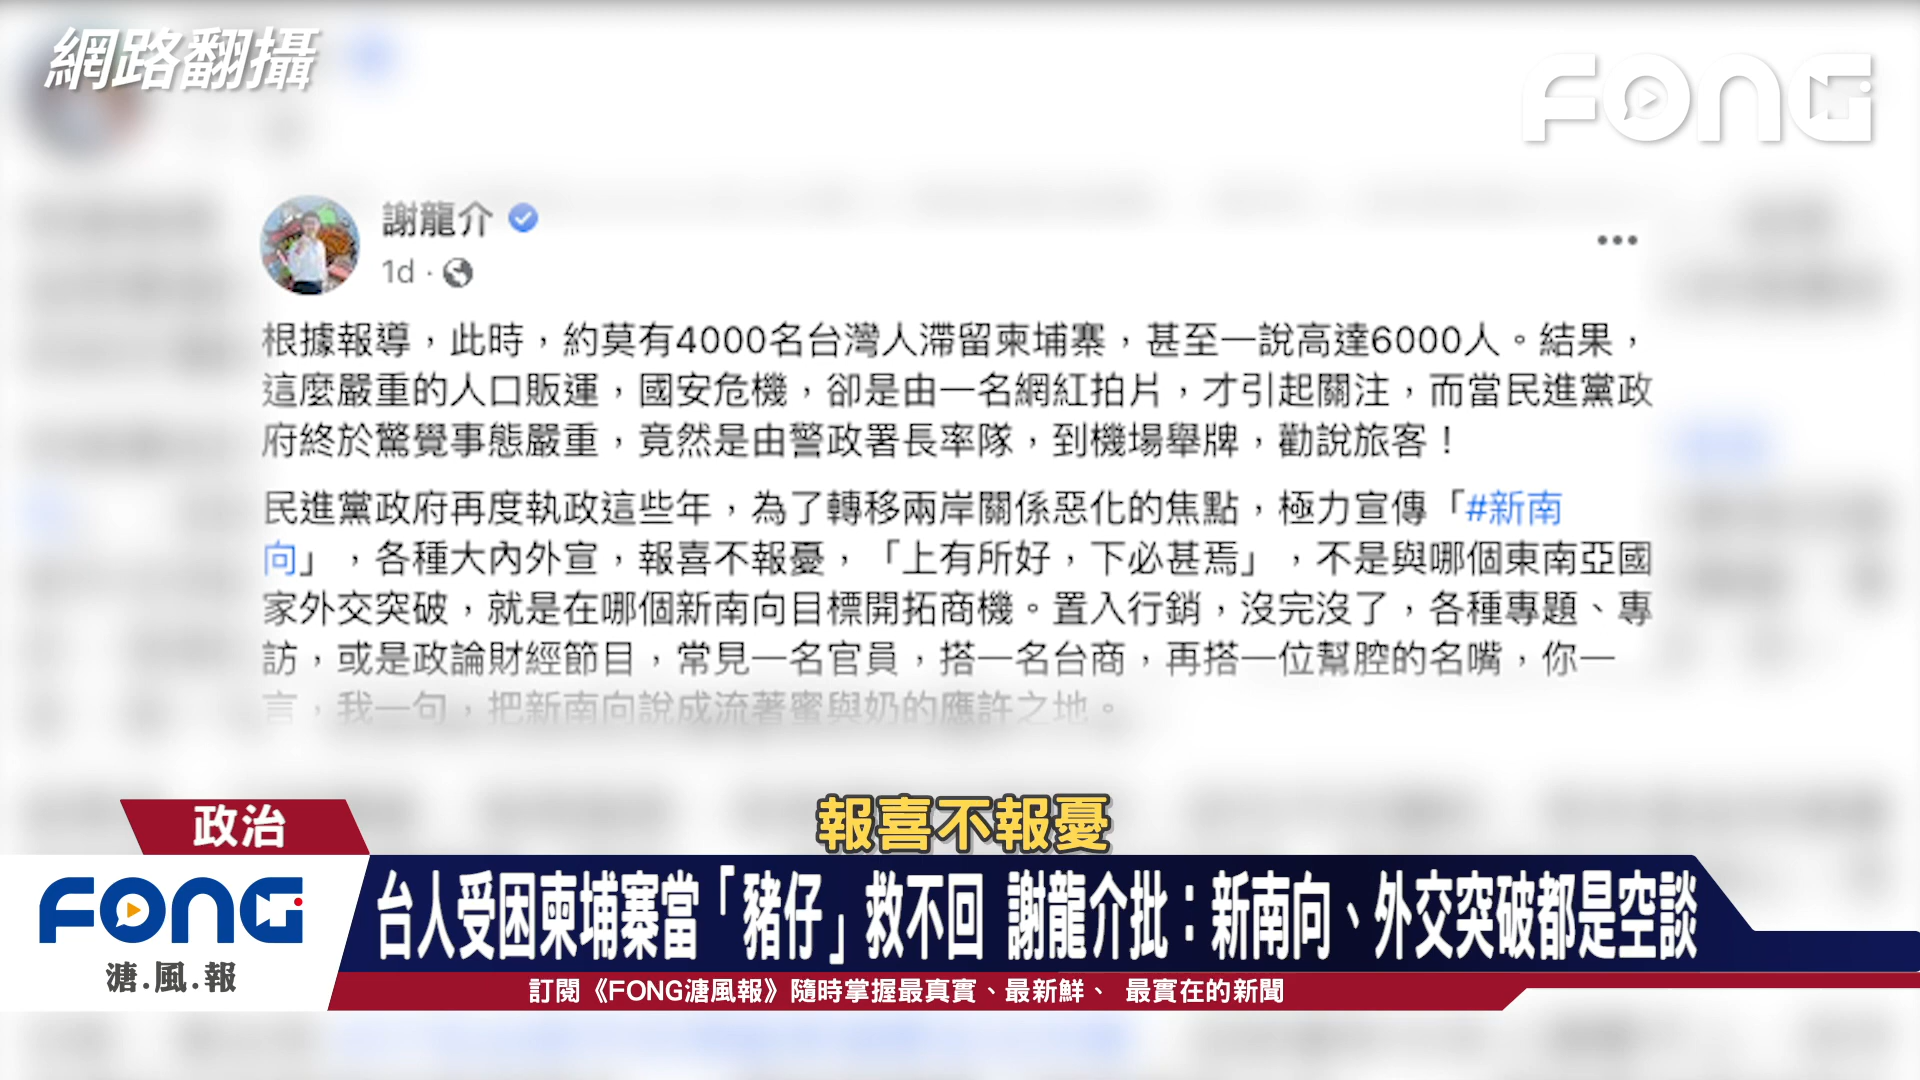 網路翻攝
FONG
謝龍介
1d ·
根據報導，此時，約莫有4000名台灣人滯留柬埔寨，甚至一說高達6000人。結果，
這麼嚴重的人口販運，國安危機，卻是由一名網紅拍片，才引起關注，而當民進黨政
府終於驚覺事態嚴重，竟然是由警政署長率隊，到機場舉牌，勸說旅客！
民進黨政府再度執政這些年，為了轉移兩岸關係惡化的焦點，極力宣傳「#新南
向」，各種大內外宣，報喜不報憂，「上有所好，下必甚焉」，不是與哪個東南亞國
家外交突破，就是在哪個新南向目標開拓商機。置入行銷，沒完沒了，各種專題、專
訪，或是政論財經節目，常見一名官員，搭一名台商，再搭一位幫腔的名嘴，你一
言，我一句，把新南向說成流著蜜與奶的應許之地。
報喜不報憂
政治
台人受困柬埔寨當「豬仔」救不回 謝龍介批：新南向、外交突破都是空談
FONG
溏.風.報
訂閱《FONG溏風報》隨時掌握最真實、最新鮮、 最實在的新聞